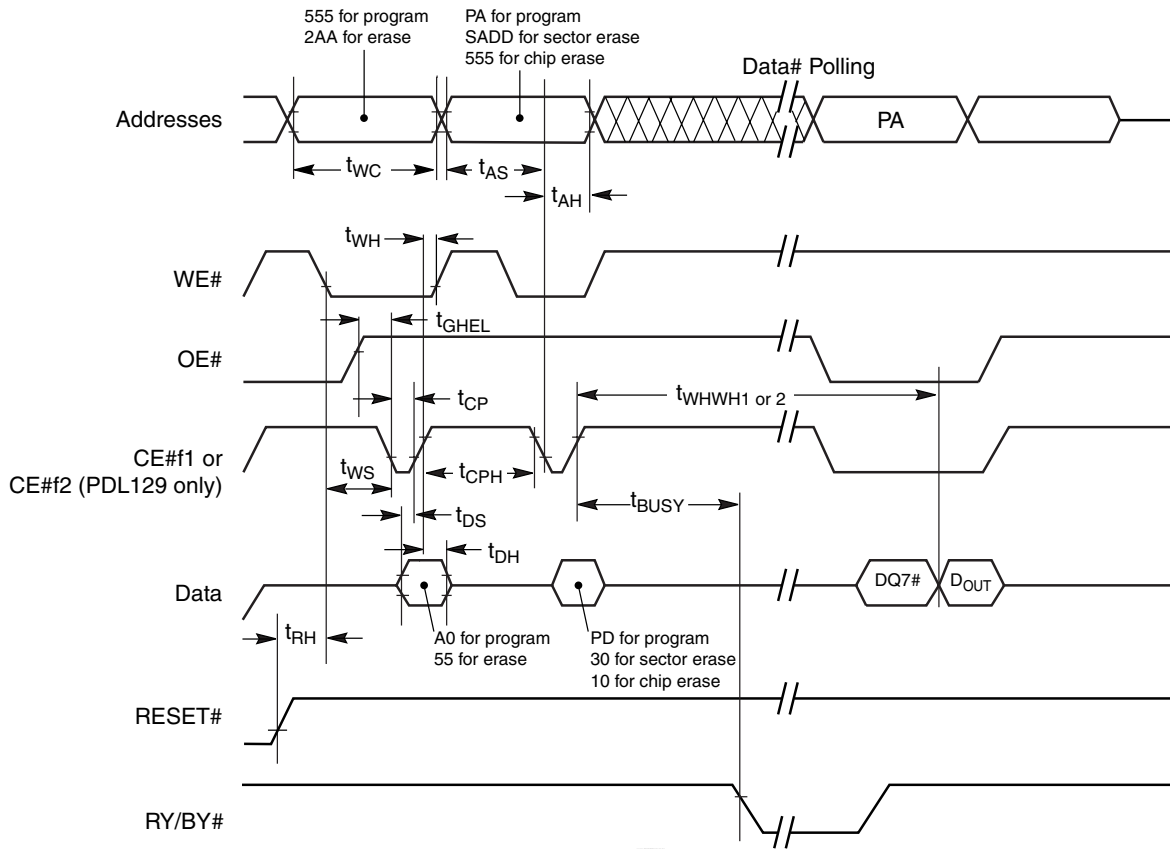 555 for program
2AA for erase
PA for program
SADD for sector erase
555 for chip erase
Data# Polling
Addresses
PA
tWC
tAS
tAH
tWH
WE#
tGHEL
OE#
tCP
tWHWH1 or 2
CE#f1 or
CE#f2 (PDL129 only)
tWS
tCPH
tBUSY
tDS
tDH
Data
DQ7#
DOUT
tRH
A0 for program
55 for erase
PD for program
30 for sector erase
10 for chip erase
RESET#
RY/BY#